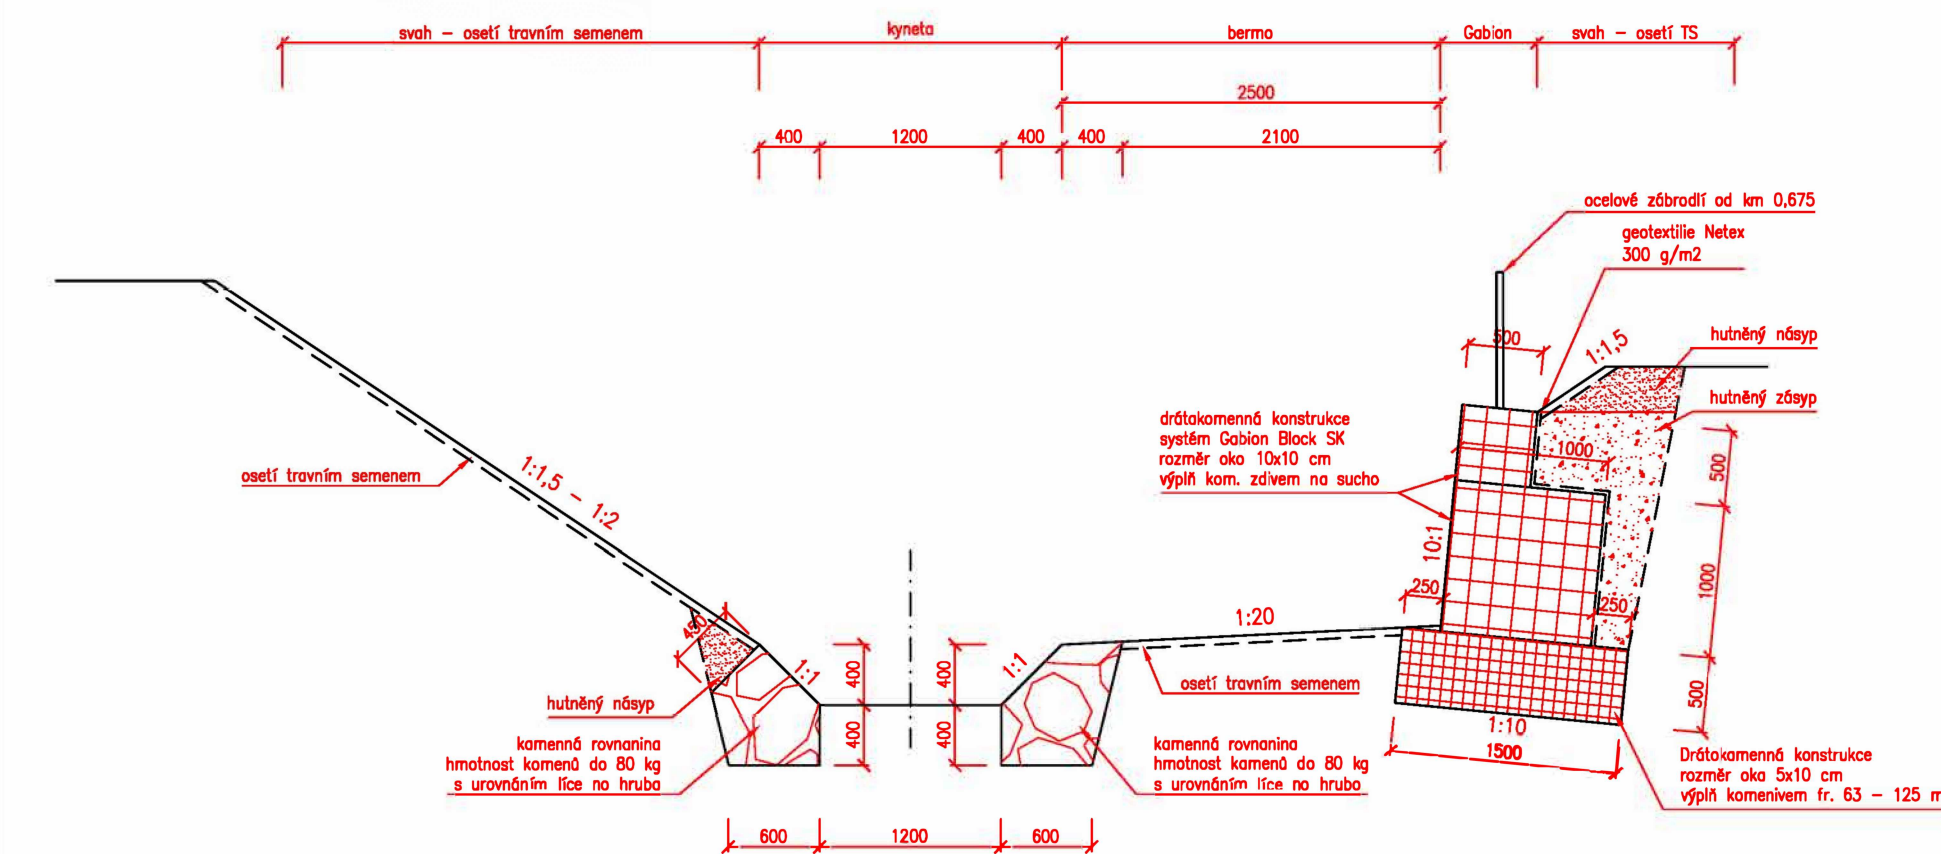 svah – osetí travním semenem
kyneta
berma
Gabion
svah – osetí TS
2500
400
1200
400
400
2100
ocelové zábradlí od km 0,675
geotextilie Netex
300 g/m2
500
1:1,5
hutněný násyp
hutněný zásyp
drátakomenná konstrukce
systém Gabion Block SK
rozměr oko 10x10 cm
výplň kom. zdivem na sucho
1000
500
osetí travním semenem
1:1,5 – 1:2
10:1
1000
250
250
1:20
450
1:1
400
400
1:1
osetí travním semenem
500
hutněný násyp
400
400
1:10
1500
kamenná rovnanina
hmotnost komenů do 80 kg
s urovnáním líce na hrubo
kamenná rovnanina
hmotnost kamenů do 80 kg
s urovnáním líce no hrubo
Drátokamenná konstrukce
rozměr oka 5x10 cm
výplň komenivem fr. 63 – 125 m
600
1200
600